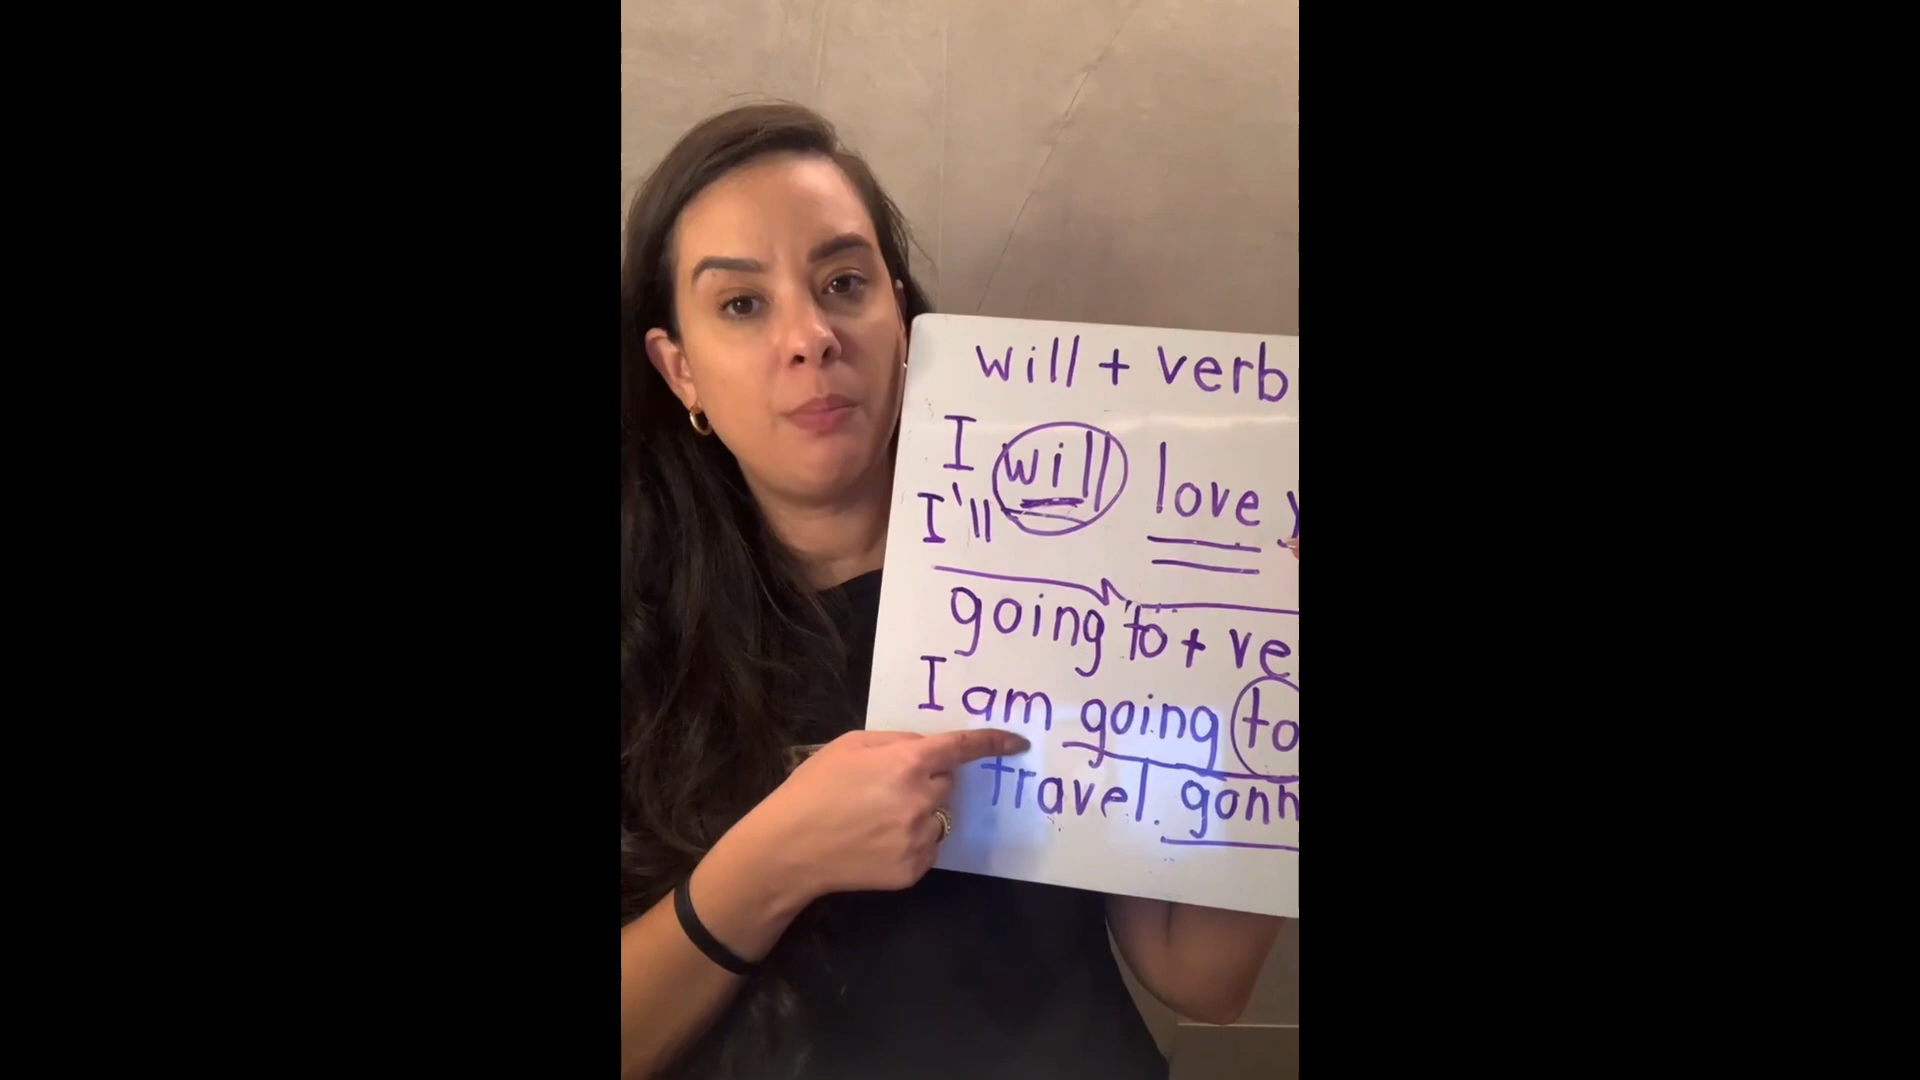 will + verb
I will love
I'll
going to + ve
I am going to
travel. gonn